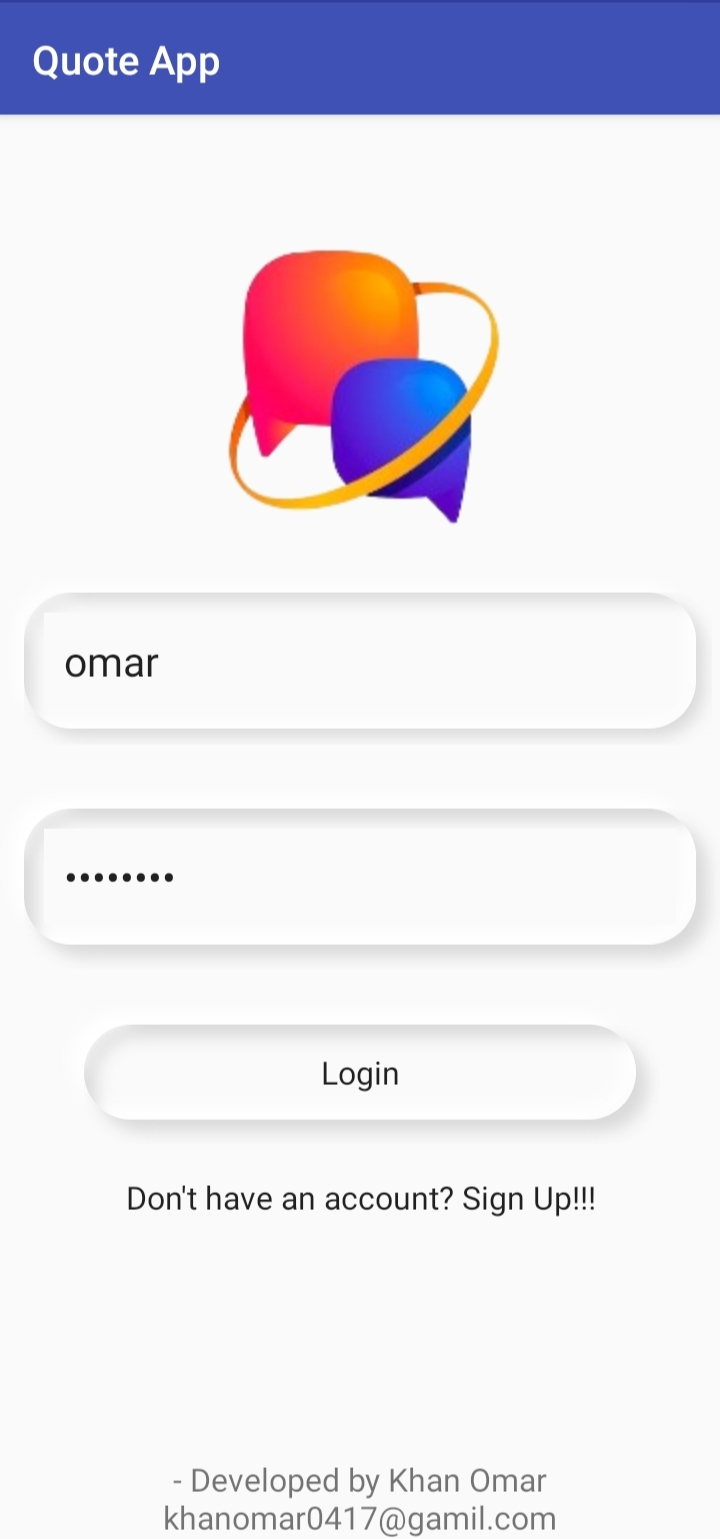 Quote App
omar
••••••••
Login
Don't have an account? Sign Up!!!
- Developed by Khan Omar
khanomar0417@gamil.com